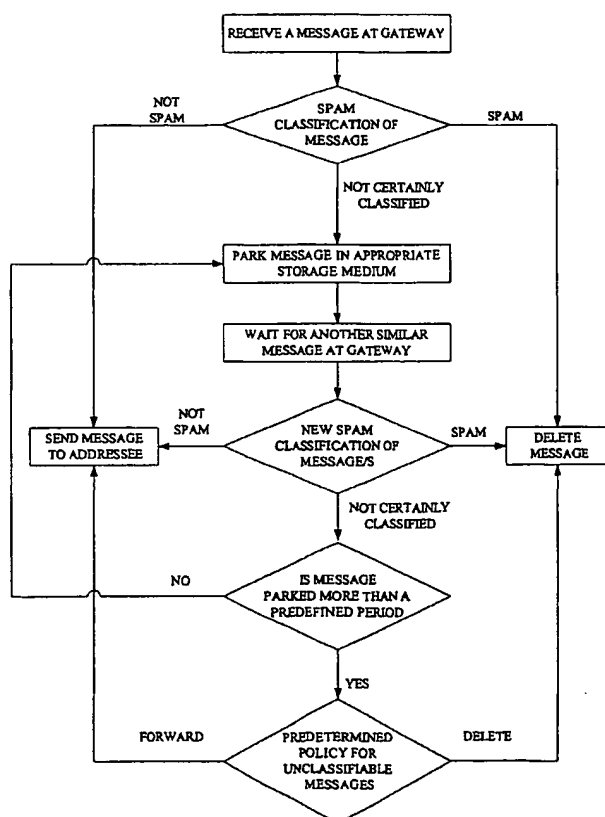 RECEIVE A MESSAGE AT GATEWAY
NOT
SPAM
SPAM
CLASSIFICATION OF
MESSAGE
SPAM
NOT CERTAINLY
CLASSIFIED
PARK MESSAGE IN APPROPRIATE
STORAGE MEDIUM
WAIT FOR ANOTHER SIMILAR
MESSAGE AT GATEWAY
SEND MESSAGE
TO ADDRESSEE
NOT
SPAM
NEW SPAM
CLASSIFICATION OF
MESSAGE/S
SPAM
DELETE
MESSAGE
NOT CERTAINLY
CLASSIFIED
NO
IS MESSAGE
PARKED MORE THAN A
PREDEFINED PERIOD
YES
FORWARD
PREDETERMINED
POLICY FOR
UNCLASSIFIABLE
MESSAGES
DELETE